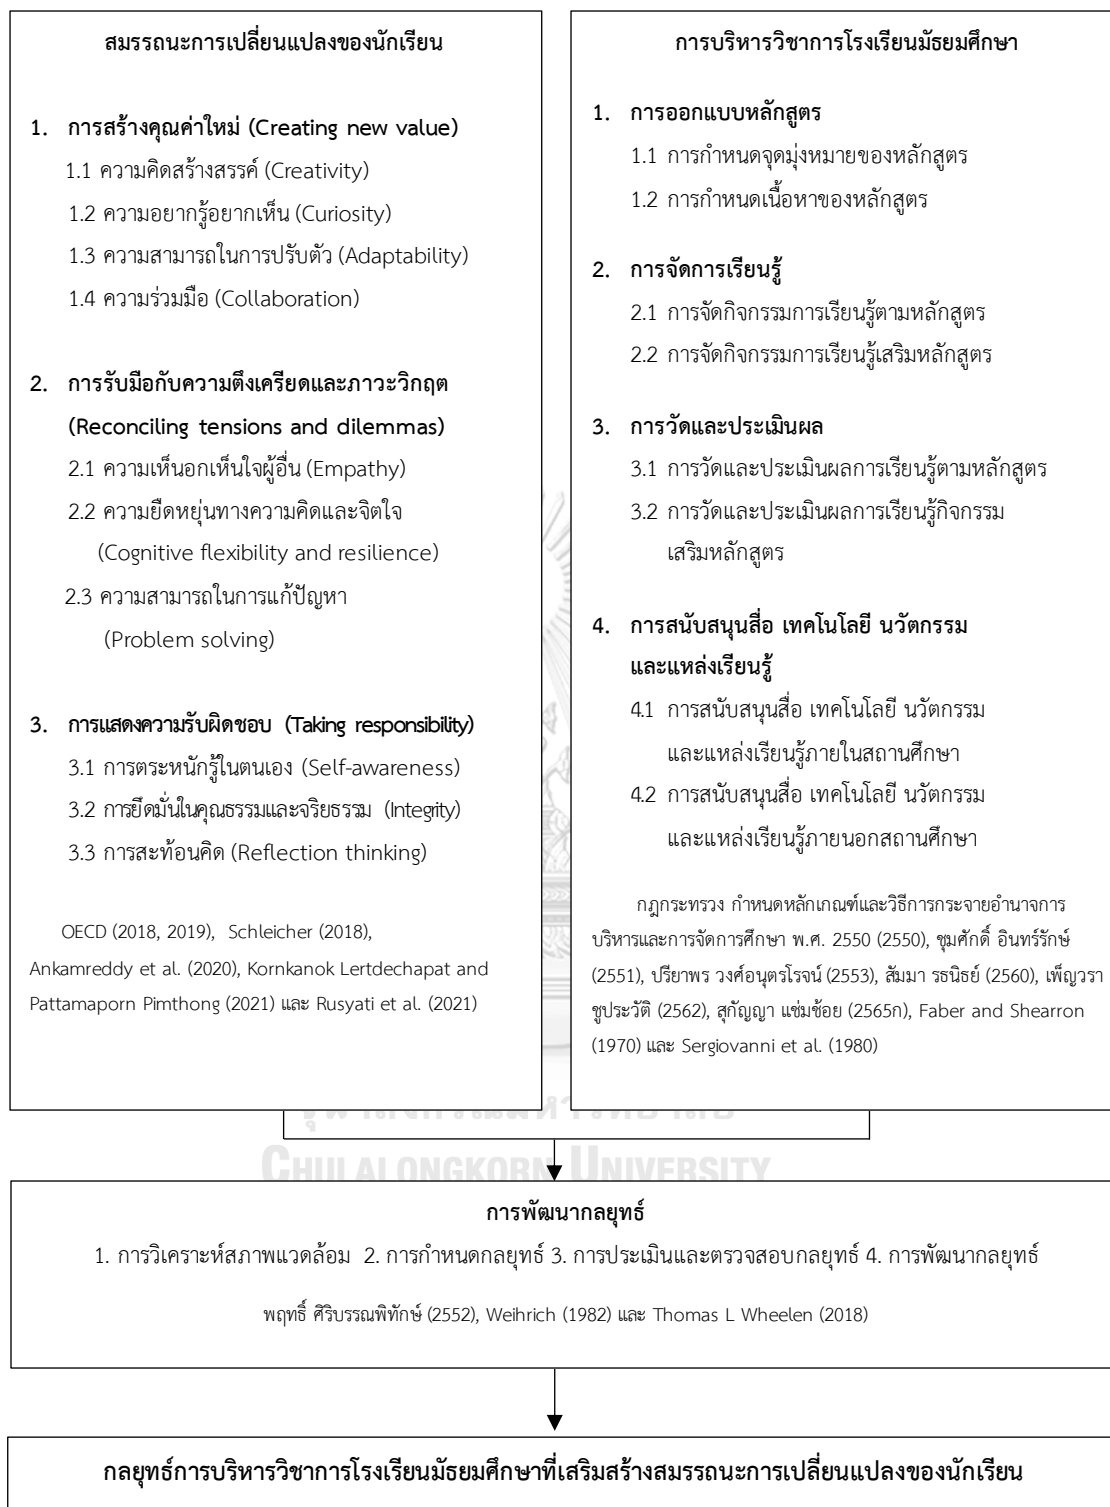 สมรรถนะการเปลี่ยนแปลงของนักเรียน
1. การสร้างคุณค่าใหม่ (Creating new value)
1.1 ความคิดสร้างสรรค์ (Creativity)
1.2 ความอยากรู้อยากเห็น (Curiosity)
1.3 ความสามารถในการปรับตัว (Adaptability)
1.4 ความร่วมมือ (Collaboration)
2. การรับมือกับความตึงเครียดและภาวะวิกฤต
(Reconciling tensions and dilemmas)
2.1 ความเห็นอกเห็นใจผู้อื่น (Empathy)
2.2 ความยืดหยุ่นทางความคิดและจิตใจ
(Cognitive flexibility and resilience)
2.3 ความสามารถในการแก้ปัญหา
(Problem solving)
3. การแสดงความรับผิดชอบ (Taking responsibility)
3.1 การตระหนักรู้ในตนเอง (Self-awareness)
3.2 การยึดมั่นในคุณธรรมและจริยธรรม (Integrity)
3.3 การสะท้อนคิด (Reflection thinking)
OECD (2018, 2019), Schleicher (2018),
Ankamreddy et al. (2020), Kornkanok Lertdechapat and
Pattamaporn Pimthong (2021) และ Rusyati et al. (2021)
การบริหารวิชาการโรงเรียนมัธยมศึกษา
1. การออกแบบหลักสูตร
1.1 การกำหนดจุดมุ่งหมายของหลักสูตร
1.2 การกำหนดเนื้อหาของหลักสูตร
2. การจัดการเรียนรู้
2.1 การจัดกิจกรรมการเรียนรู้ตามหลักสูตร
2.2 การจัดกิจกรรมการเรียนรู้เสริมหลักสูตร
3. การวัดและประเมินผล
3.1 การวัดและประเมินผลการเรียนรู้ตามหลักสูตร
3.2 การวัดและประเมินผลการเรียนรู้กิจกรรม
เสริมหลักสูตร
4. การสนับสนุนสื่อ เทคโนโลยี นวัตกรรม
และแหล่งเรียนรู้
4.1 การสนับสนุนสื่อ เทคโนโลยี นวัตกรรม
และแหล่งเรียนรู้ภายในสถานศึกษา
4.2 การสนับสนุนสื่อ เทคโนโลยี นวัตกรรม
และแหล่งเรียนรู้ภายนอกสถานศึกษา
กฎกระทรวง กำหนดหลักเกณฑ์และวิธีการกระจายอำนาจการ
บริหารและการจัดการศึกษา พ.ศ. 2550 (2550), ชุมศักดิ์ อินทร์รักษ์
(2551), ปรียาพร วงศ์อนุตรโรจน์ (2553), สัมมา รธนิธย์ (2560), เพ็ญวรา
ชูประวัติ (2562), สุกัญญา แช่มช้อย (2565ก), Faber and Shearron
(1970) และ Sergiovanni et al. (1980)
จุฬาลงกรณ์มหาวิทยาลัย
CHULALONGKORN UNIVERSITY
การพัฒนากลยุทธ์
1. การวิเคราะห์สภาพแวดล้อม 2. การกำหนดกลยุทธ์ 3. การประเมินและตรวจสอบกลยุทธ์ 4. การพัฒนากลยุทธ์
พฤทธิ์ ศิริบรรณพิทักษ์ (2552), Weihrich (1982) และ Thomas L Wheelen (2018)
กลยุทธ์การบริหารวิชาการโรงเรียนมัธยมศึกษาที่เสริมสร้างสมรรถนะการเปลี่ยนแปลงของนักเรียน